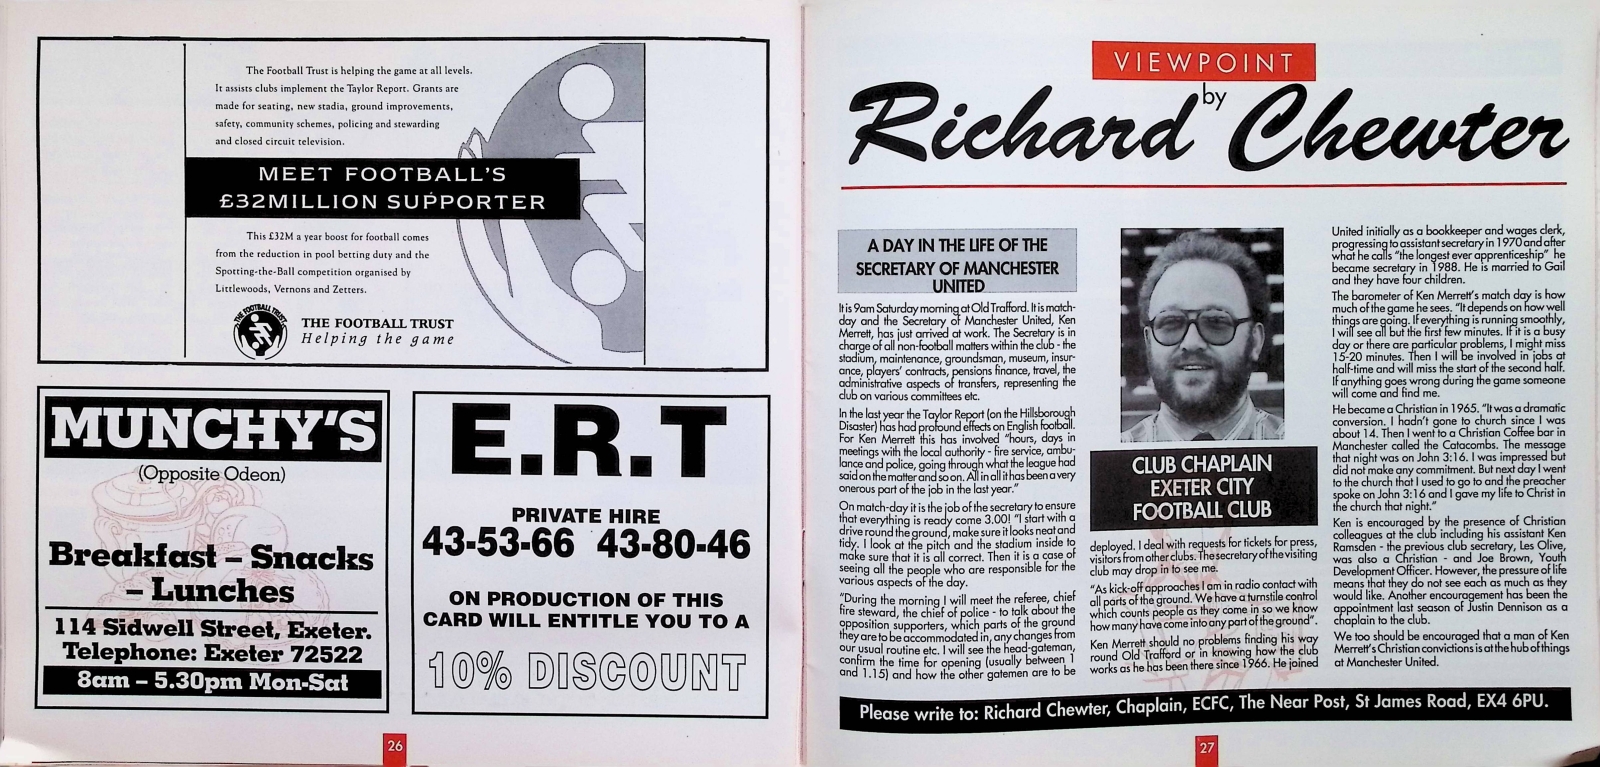 The Football Trust is helping the game at all levels.
It assists clubs implement the Taylor Report. Grants are
made for seating, new stadia, ground improvements,
safety, community schemes, policing and stewarding
and closed circuit television.
MEET FOOTBALL'S
£32MILLION SUPPORTER
This £32M a year boost for football comes
from the reduction in pool betting duty and the
Spotting-the-Ball competition organised by
Littlewoods, Vernons and Zetters.
THE FOOTBALL TRUST
THE FOOTBALL TRUST
Helping the game
MUNCHY'S
(Opposite Odeon)
Breakfast – Snacks
– Lunches
114 Sidwell Street, Exeter.
Telephone: Exeter 72522
8am – 5.30pm Mon-Sat
E.R.T
PRIVATE HIRE
43-53-66 43-80-46
ON PRODUCTION OF THIS
CARD WILL ENTITLE YOU TO A
10% DISCOUNT
26
VIEWPOINT
by
Richard Chewter
A DAY IN THE LIFE OF THE
SECRETARY OF MANCHESTER
UNITED
It is 9am Saturday morning at Old Trafford. It is match-
day and the Secretary of Manchester United, Ken
Merrett, has just arrived at work. The Secretary is in
charge of all non-football matters within the club - the
stadium, maintenance, groundsman, museum, insur-
ance, players' contracts, pensions finance, travel, the
administrative aspects of transfers, representing the
club on various committees etc.
In the last year the Taylor Report (on the Hillsborough
Disaster) has had profound effects on English football.
For Ken Merrett this has involved "hours, days in
meetings with the local authority - fire service, ambu-
lance and police, going through what the league had
said on the matter and so on. All in all it has been a very
onerous part of the job in the last year."
On match-day it is the job of the secretary to ensure
that everything is ready come 3.00! "I start with a
drive round the ground, make sure it looks neat and
tidy. I look at the pitch and the stadium inside to
make sure that it is all correct. Then it is a case of
seeing all the people who are responsible for the
various aspects of the day.
"During the morning I will meet the referee, chief
fire steward, the chief of police - to talk about the
opposition supporters, which parts of the ground
they are to be accommodated in, any changes from
our usual routine etc. I will see the head-gateman,
confirm the time for opening (usually between 1
and 1.15) and how the other gatemen are to be
CLUB CHAPLAIN
EXETER CITY
FOOTBALL CLUB
deployed. I deal with requests for tickets for press,
visitors from other clubs. The secretary of the visiting
club may drop in to see me.
"As kick-off approaches I am in radio contact with
all parts of the ground. We have a turnstile control
which counts people as they come in so we know
how many have come into any part of the ground".
Ken Merrett should no problems finding his way
round Old Trafford or in knowing how the club
works as he has been there since 1966. He joined
United initially as a bookkeeper and wages clerk,
progressing to assistant secretary in 1970 and after
what he calls "the longest ever apprenticeship" he
became secretary in 1988. He is married to Gail
and they have four children.
The barometer of Ken Merrett's match day is how
much of the game he sees. "It depends on how well
things are going. If everything is running smoothly,
I will see all but the first few minutes. If it is a busy
day or there are particular problems, I might miss
15-20 minutes. Then I will be involved in jobs at
half-time and will miss the start of the second half.
If anything goes wrong during the game someone
will come and find me.
He became a Christian in 1965. "It was a dramatic
conversion. I hadn't gone to church since I was
about 14. Then I went to a Christian Coffee bar in
Manchester called the Catacombs. The message
that night was on John 3:16. I was impressed but
did not make any commitment. But next day I went
to the church that I used to go to and the preacher
spoke on John 3:16 and I gave my life to Christ in
the church that night."
Ken is encouraged by the presence of Christian
colleagues at the club including his assistant Ken
Ramsden - the previous club secretary, Les Olive,
was also a Christian - and Joe Brown, Youth
Development Officer. However, the pressure of life
means that they do not see each as much as they
would like. Another encouragement has been the
appointment last season of Justin Dennison as a
chaplain to the club.
We too should be encouraged that a man of Ken
Merrett's Christian convictions is at the hub of things
at Manchester United.
Please write to: Richard Chewter, Chaplain, ECFC, The Near Post, St James Road, EX4 6PU.
27